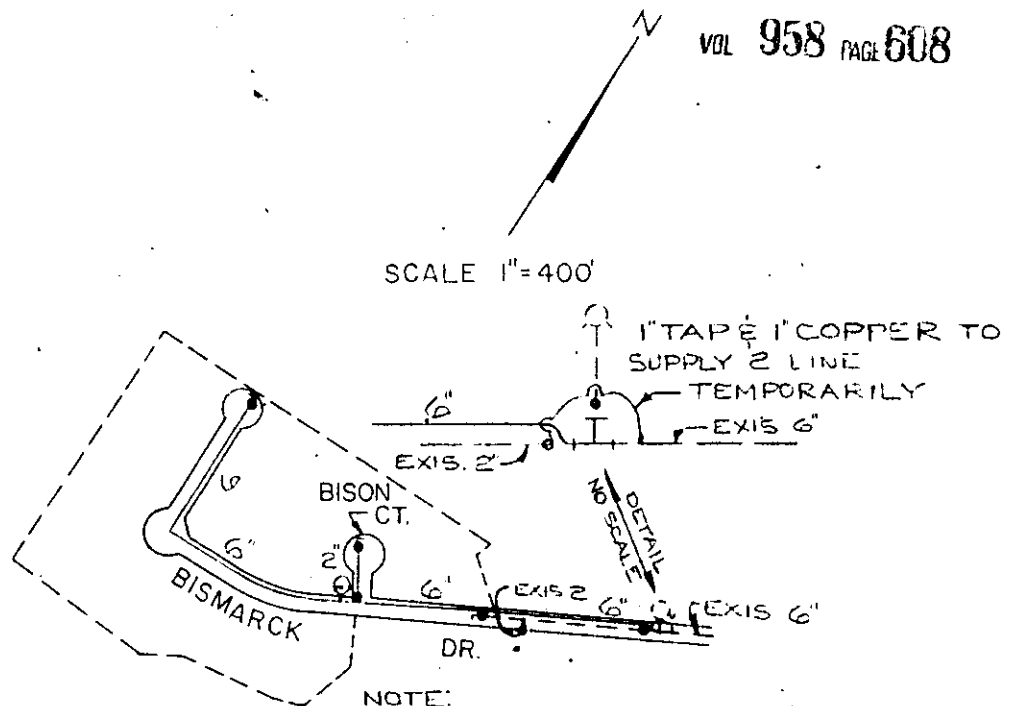 N
VOL 958 PAGE 608
SCALE 1"=400'
1" TAP & 1" COPPER TO
SUPPLY 2 LINE
TEMPORARILY
6"
EXIS 6"
EXIS. 2"
DETAIL
NO SCALE
BISON
CT.
6
6"
2"
6"
EXIS 2
6"
EXIS 6"
BISMARCK
DR.
NOTE: